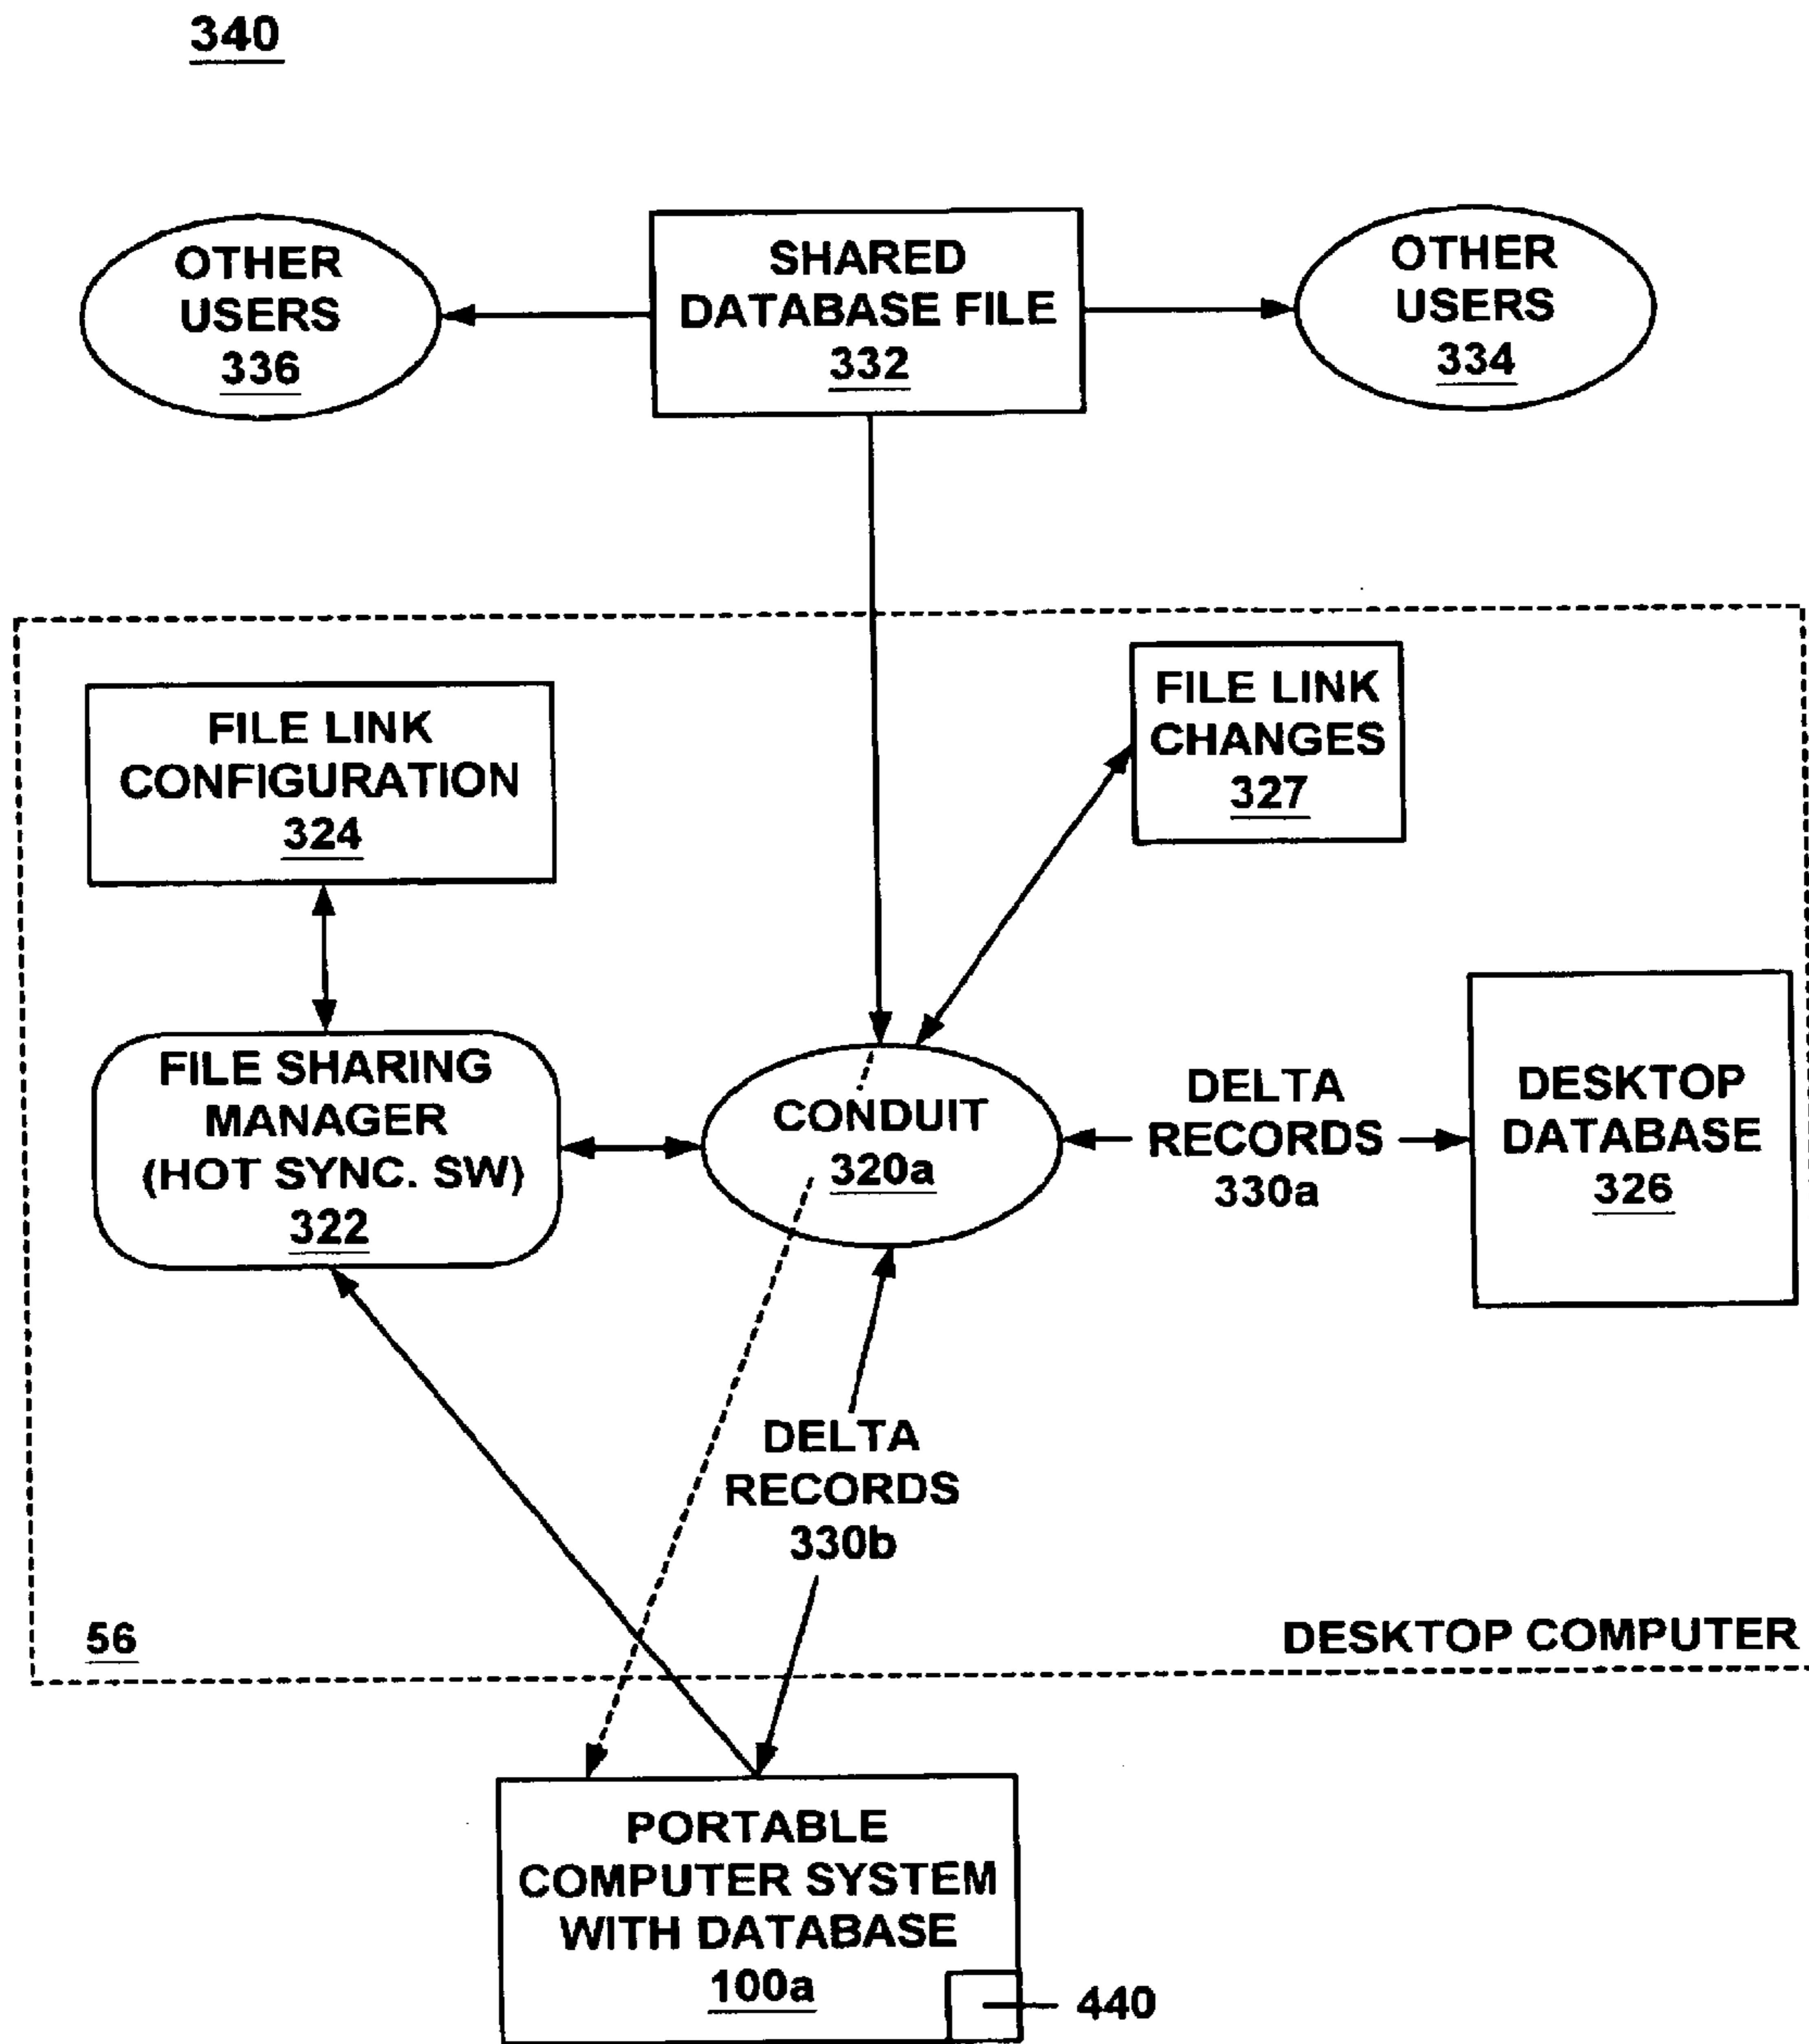 340
OTHER
USERS
336
SHARED
DATABASE FILE
332
OTHER
USERS
334
FILE LINK
CONFIGURATION
324
FILE LINK
CHANGES
327
FILE SHARING
MANAGER
(HOT SYNC. SW)
322
CONDUIT
320a
DELTA
RECORDS
330a
DESKTOP
DATABASE
326
DELTA
RECORDS
330b
56
DESKTOP COMPUTER
PORTABLE
COMPUTER SYSTEM
WITH DATABASE
100a
440